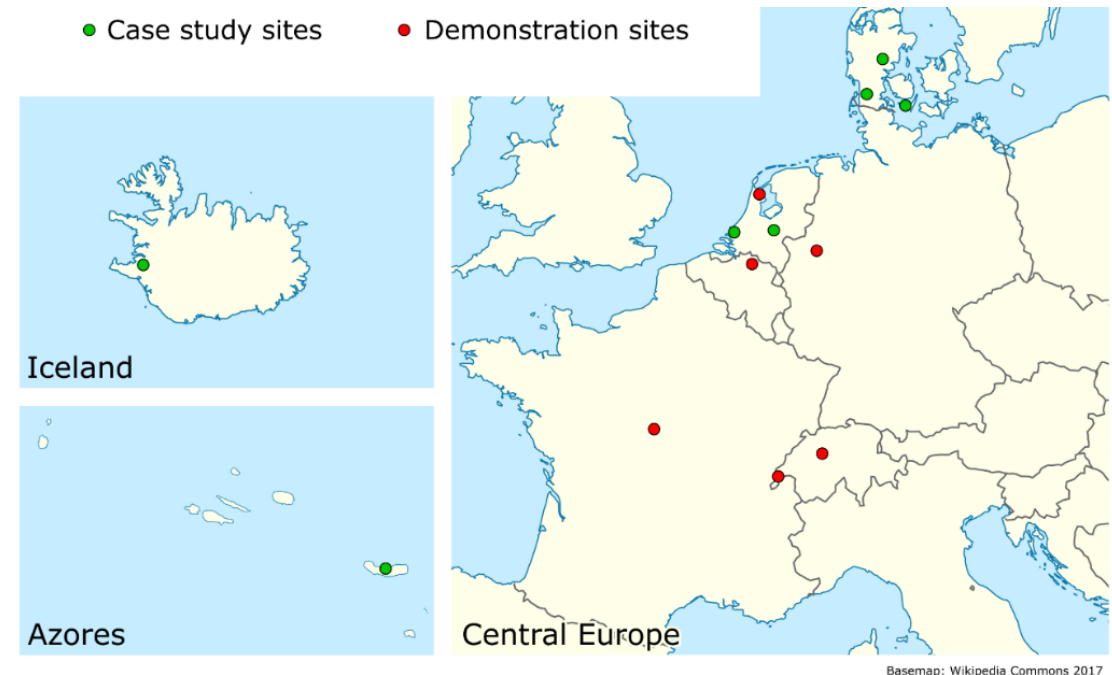 Case study sites
Demonstration sites
Iceland
Azores
Central Europe
Basemap: Wikipedia Commons 2017